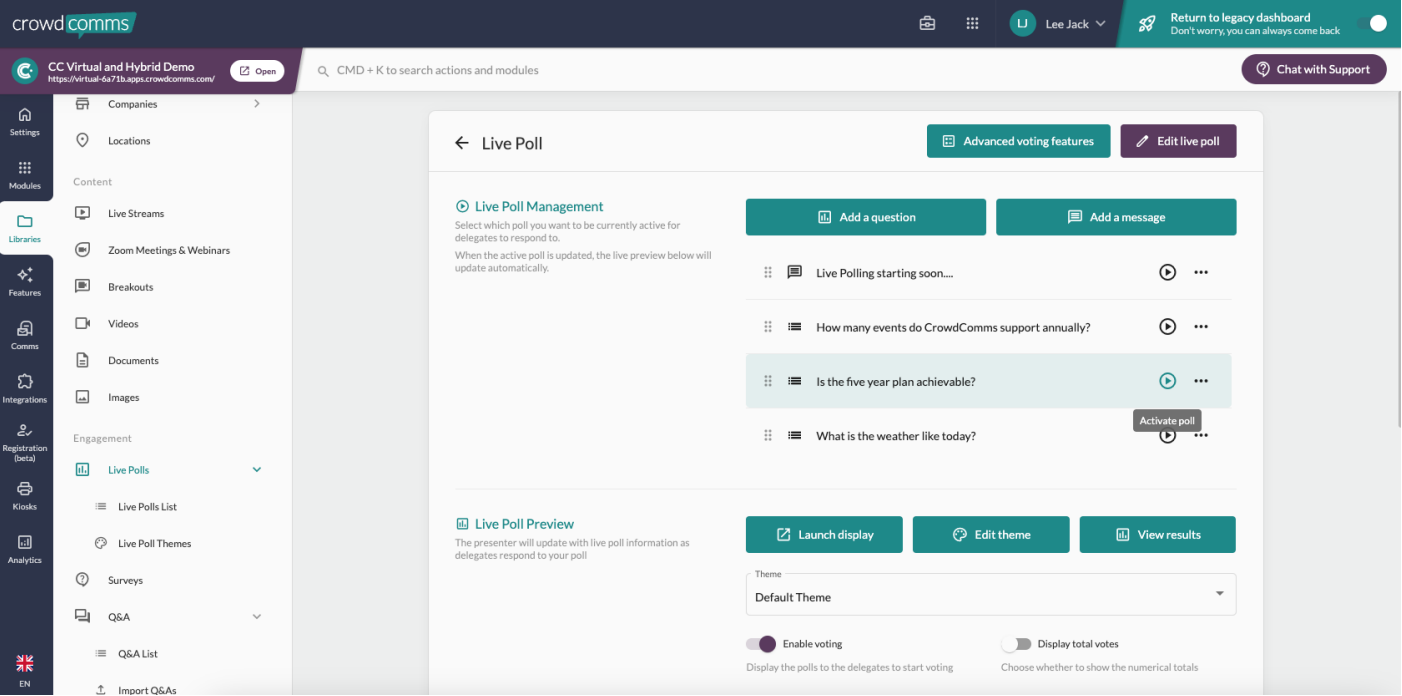 crowdcomms
LJ
Lee Jack
Return to legacy dashboard
Don't worry, you can always come back
CC Virtual and Hybrid Demo
https://virtual-6a71b.apps.crowdcomms.com/
Open
CMD + K to search actions and modules
Chat with Support
Settings
Modules
Libraries
Features
Comms
Integrations
Registration
(beta)
Kiosks
Analytics
EN
Companies
Locations
Content
Live Streams
Zoom Meetings & Webinars
Breakouts
Videos
Documents
Images
Engagement
Live Polls
Live Polls List
Live Poll Themes
Surveys
Q&A
Q&A List
Import Q&As
Live Poll
Advanced voting features
Edit live poll
Live Poll Management
Select which poll you want to be currently active for
delegates to respond to.
When the active poll is updated, the live preview below will
update automatically.
Add a question
Add a message
Live Polling starting soon....
How many events do CrowdComms support annually?
Is the five year plan achievable?
Activate poll
What is the weather like today?
Live Poll Preview
The presenter will update with live poll information as
delegates respond to your poll
Launch display
Edit theme
View results
Theme
Default Theme
Enable voting
Display the polls to the delegates to start voting
Display total votes
Choose whether to show the numerical totals